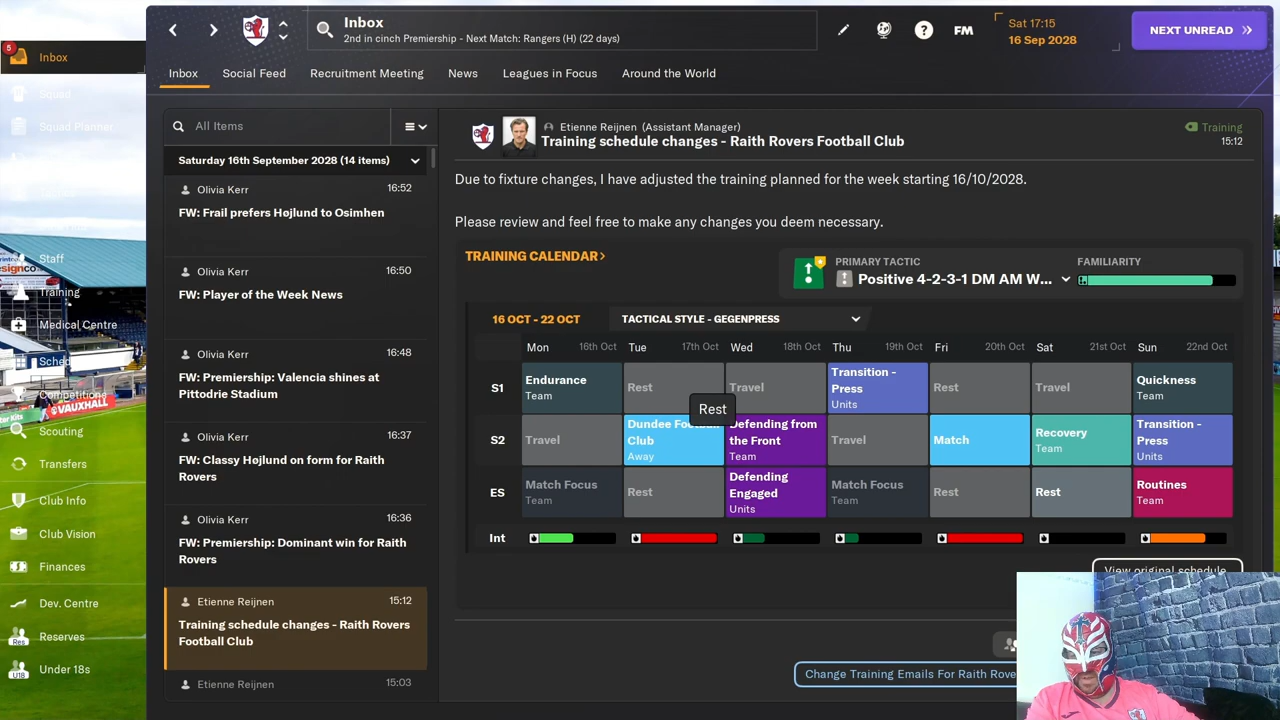 Inbox
2nd in cinch Premiership - Next Match: Rangers (H) (22 days)
FM
Sat 17:15
16 Sep 2028
NEXT UNREAD
5
Inbox
Squad
Squad Planner
Staff
Training
Medical Centre
Sched
Competitions
Scouting
Transfers
Club Info
Club Vision
Finances
Dev. Centre
Res
Reserves
U18
Under 18s
Inbox
Social Feed
Recruitment Meeting
News
Leagues in Focus
Around the World
All Items
Saturday 16th September 2028 (14 items)
Olivia Kerr 16:52
FW: Frail prefers Højlund to Osimhen
Olivia Kerr 16:50
FW: Player of the Week News
Olivia Kerr 16:48
FW: Premiership: Valencia shines at
Pittodrie Stadium
Olivia Kerr 16:37
FW: Classy Højlund on form for Raith
Rovers
Olivia Kerr 16:36
FW: Premiership: Dominant win for Raith
Rovers
Etienne Reijnen 15:12
Training schedule changes - Raith Rovers
Football Club
Etienne Reijnen 15:03
Etienne Reijnen (Assistant Manager)
Training schedule changes - Raith Rovers Football Club
Training
15:12
Due to fixture changes, I have adjusted the training planned for the week starting 16/10/2028.
Please review and feel free to make any changes you deem necessary.
TRAINING CALENDAR
PRIMARY TACTIC
Positive 4-2-3-1 DM AM W...
FAMILIARITY
16 OCT - 22 OCT
TACTICAL STYLE - GEGENPRESS
Mon 16th Oct Tue 17th Oct Wed 18th Oct Thu 19th Oct Fri 20th Oct Sat 21st Oct Sun 22nd Oct
S1
Endurance
Team
Rest
Travel
Transition -
Press
Units
Rest
Travel
Quickness
Team
Rest
S2
Travel
Dundee Football
Club
Away
Defending from
the Front
Team
Travel
Match
Recovery
Team
Transition -
Press
Units
ES
Match Focus
Team
Rest
Defending
Engaged
Units
Match Focus
Team
Rest
Rest
Routines
Team
Int
View original schedule
Change Training Emails For Raith Rove